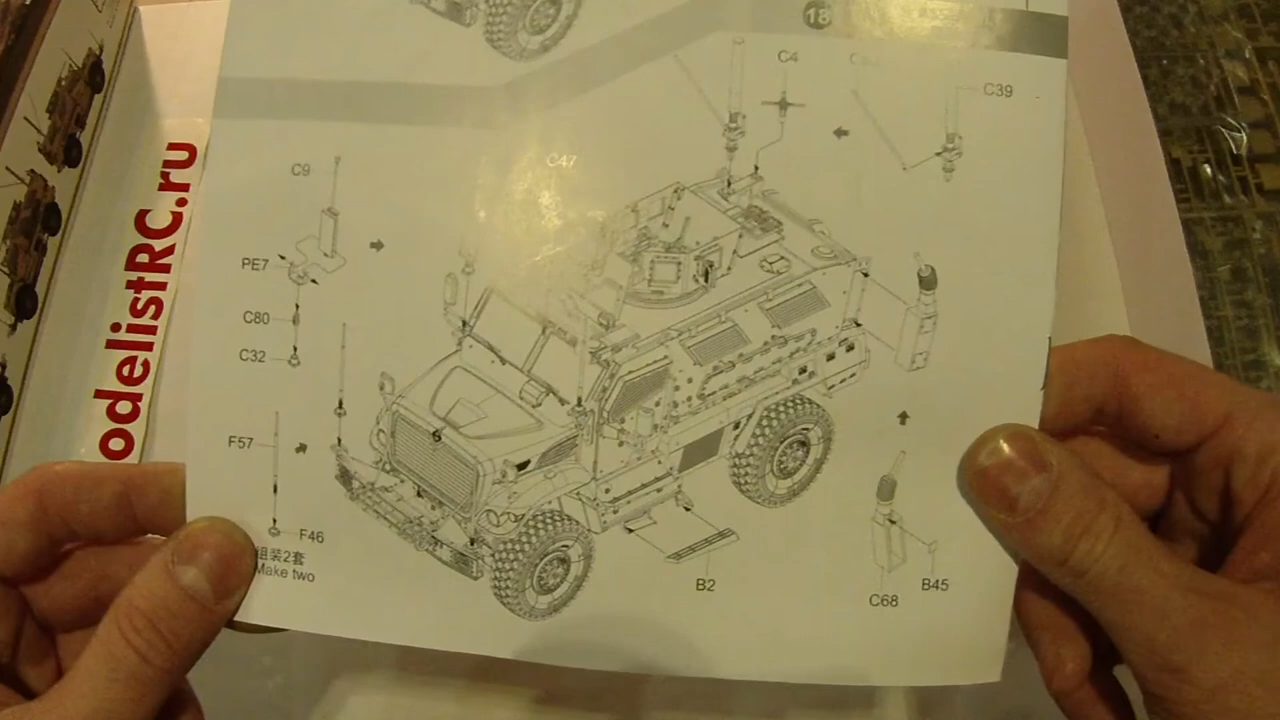 18
C4
C39
C47
C9
PE7
C80
C32
F57
F46
组装2套
Make two
B2
B45
C68
odelistRC.ru